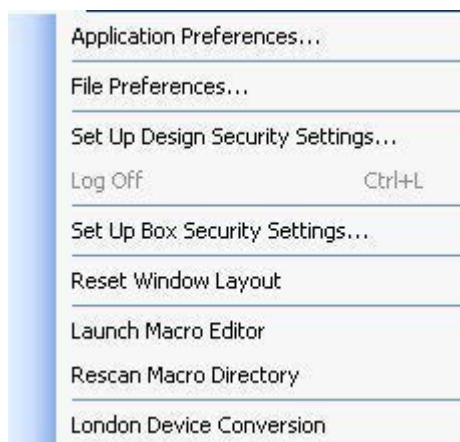 Application Preferences...
File Preferences...
Set Up Design Security Settings...
Log Off Ctrl+L
Set Up Box Security Settings...
Reset Window Layout
Launch Macro Editor
Rescan Macro Directory
London Device Conversion